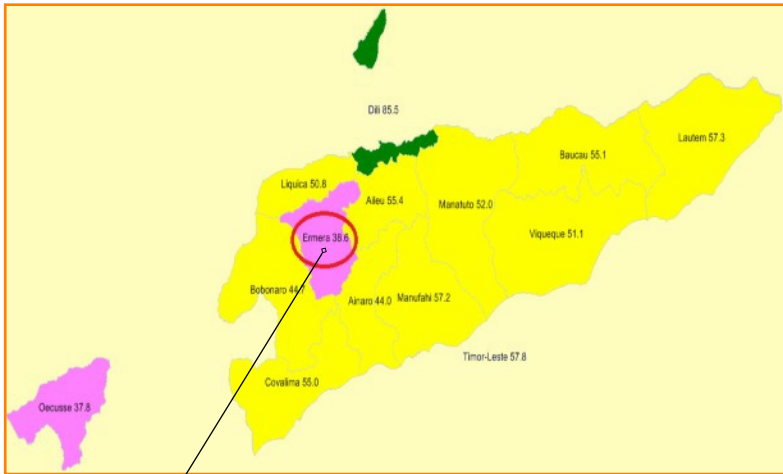 Dili 85.5
Lautem 57.3
Baucau 55.1
Liquica 50.8
Aileu 55.4
Manatuto 52.0
Viqueque 51.1
Ermera 38.6
Bobonaro 44.7
Ainaro 44.0
Manufahi 57.2
Timor-Leste 57.8
Covalima 55.0
Oecusse 37.8